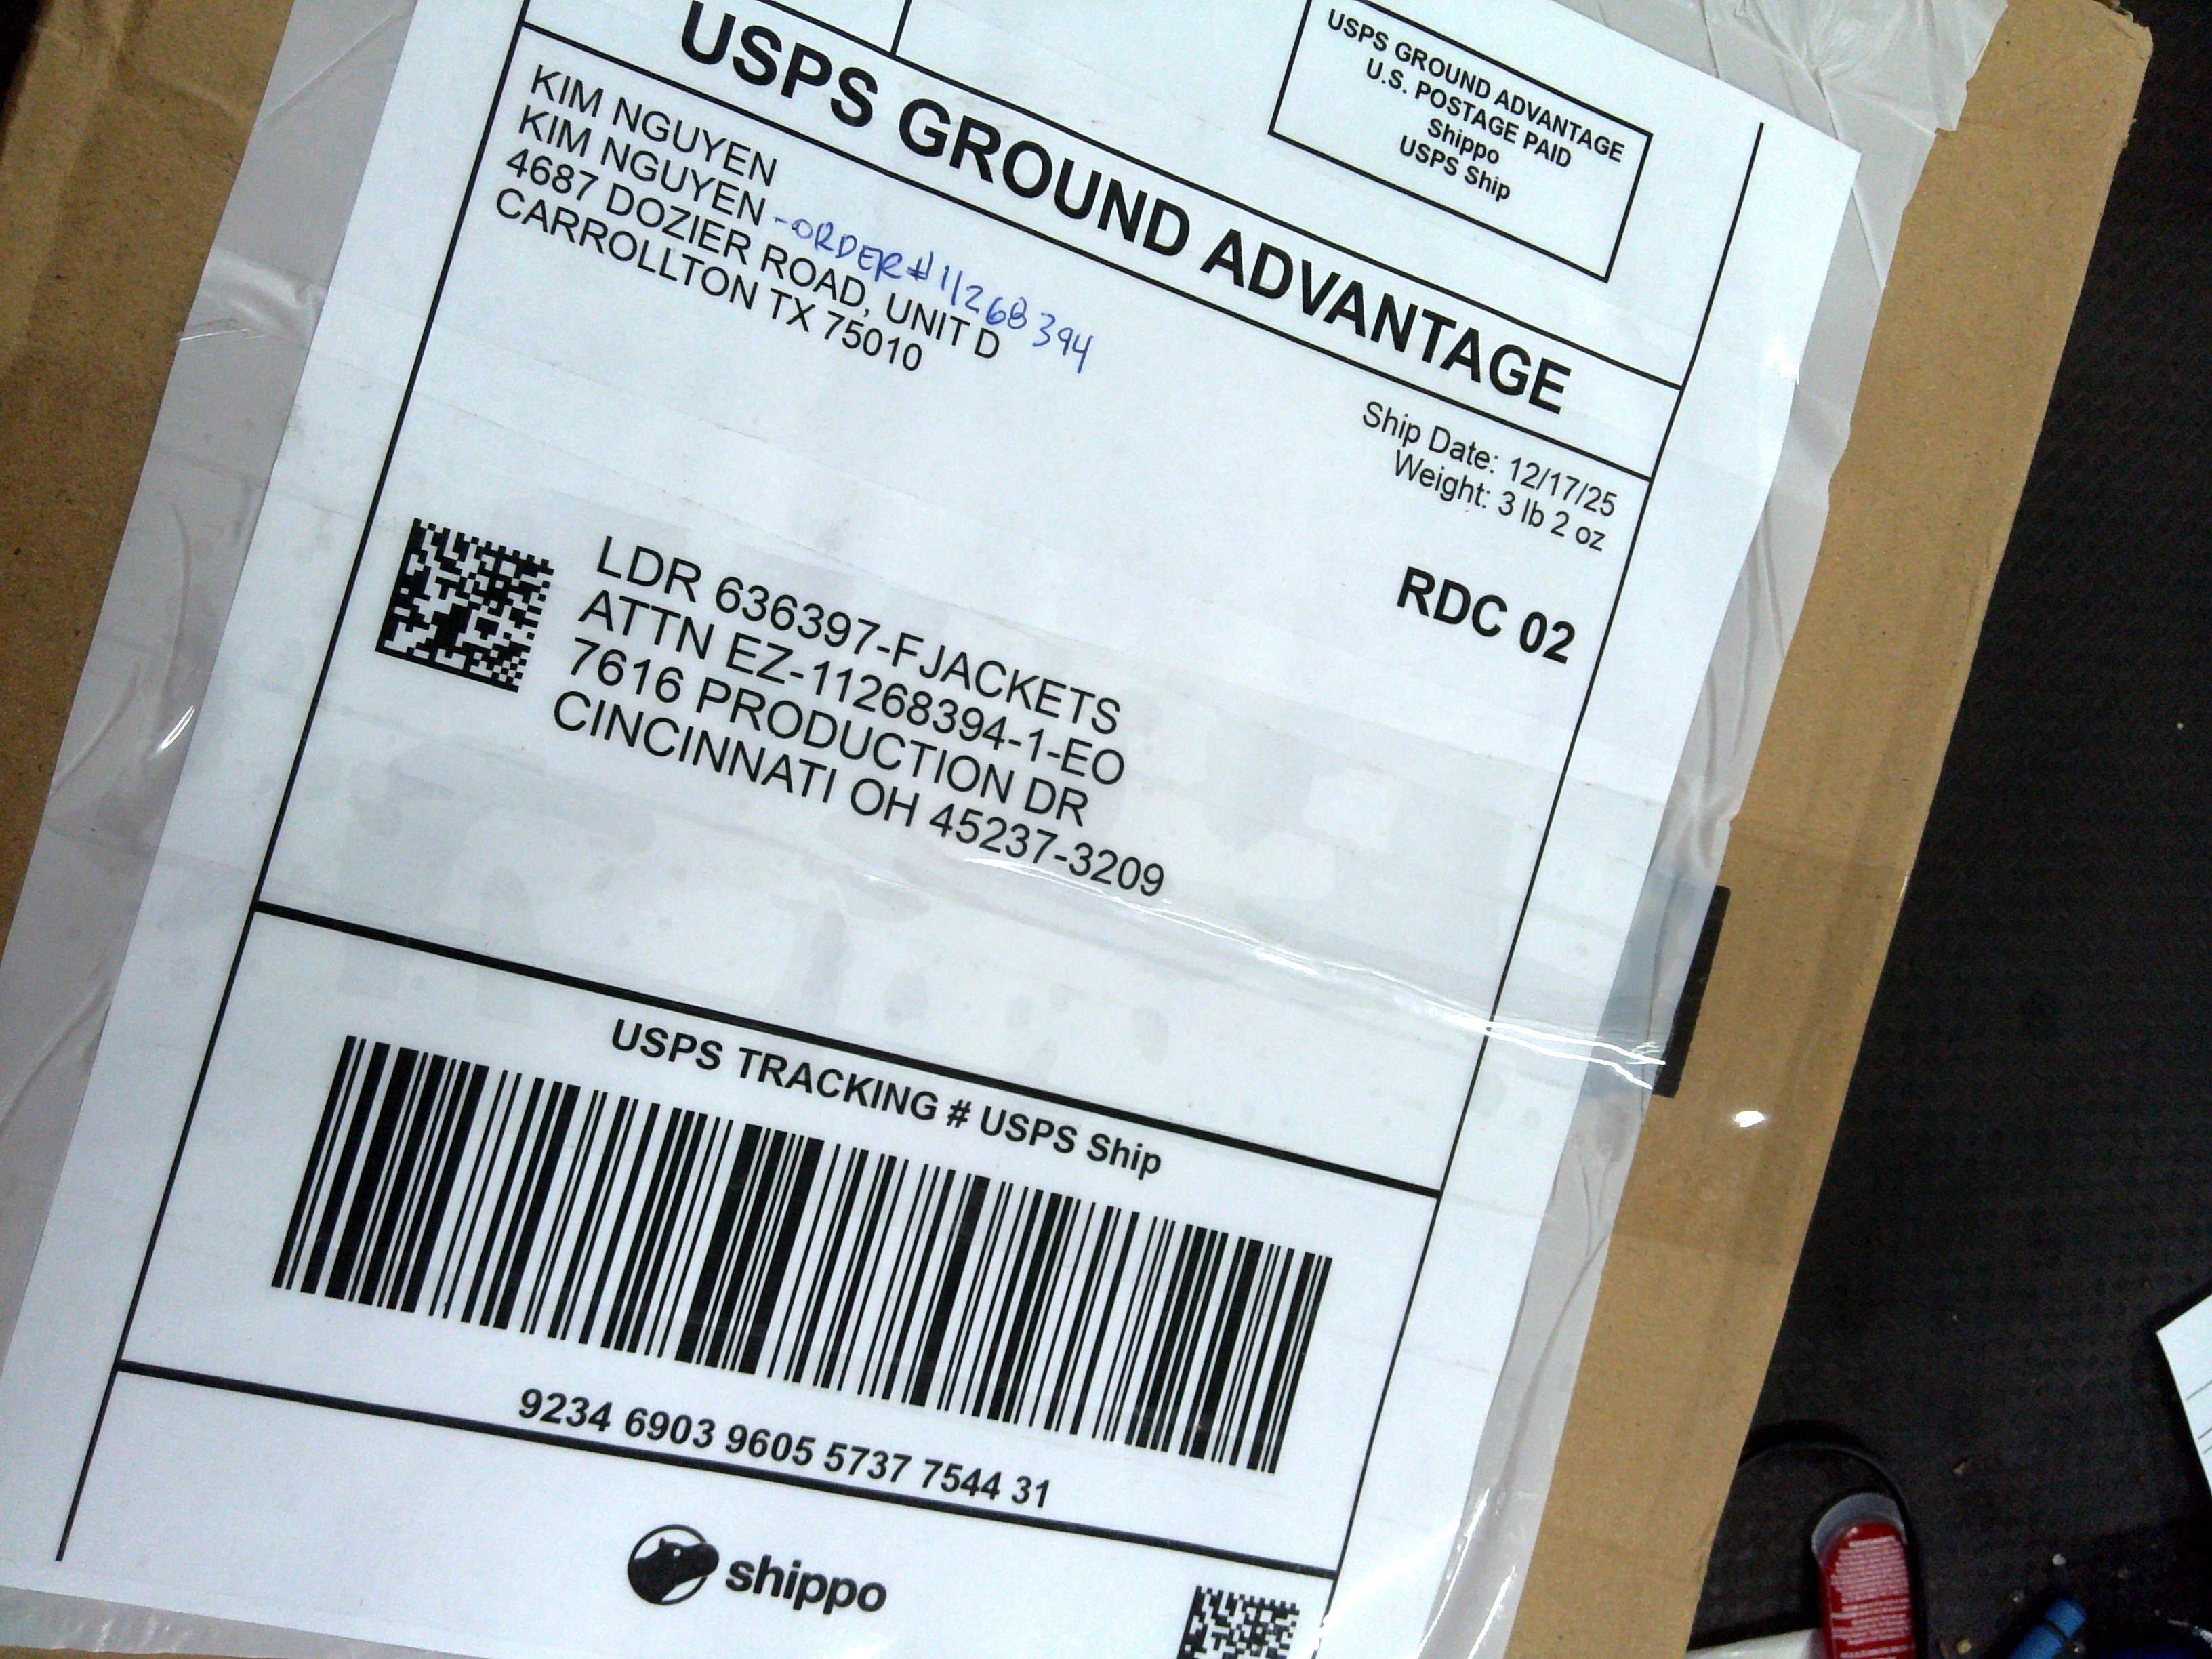 USPS GROUND ADVANTAGE
U.S. POSTAGE PAID
Shippo
USPS Ship
USPS GROUND ADVANTAGE
KIM NGUYEN
KIM NGUYEN -ORDER# 11268394
4687 DOZIER ROAD, UNIT D
CARROLLTON TX 75010
Ship Date: 12/17/25
Weight: 3 lb 2 oz
RDC 02
LDR 636397-FJACKETS
ATTN EZ-11268394-1-EO
7616 PRODUCTION DR
CINCINNATI OH 45237-3209
USPS TRACKING # USPS Ship
9234 6903 9605 5737 7544 31
shippo